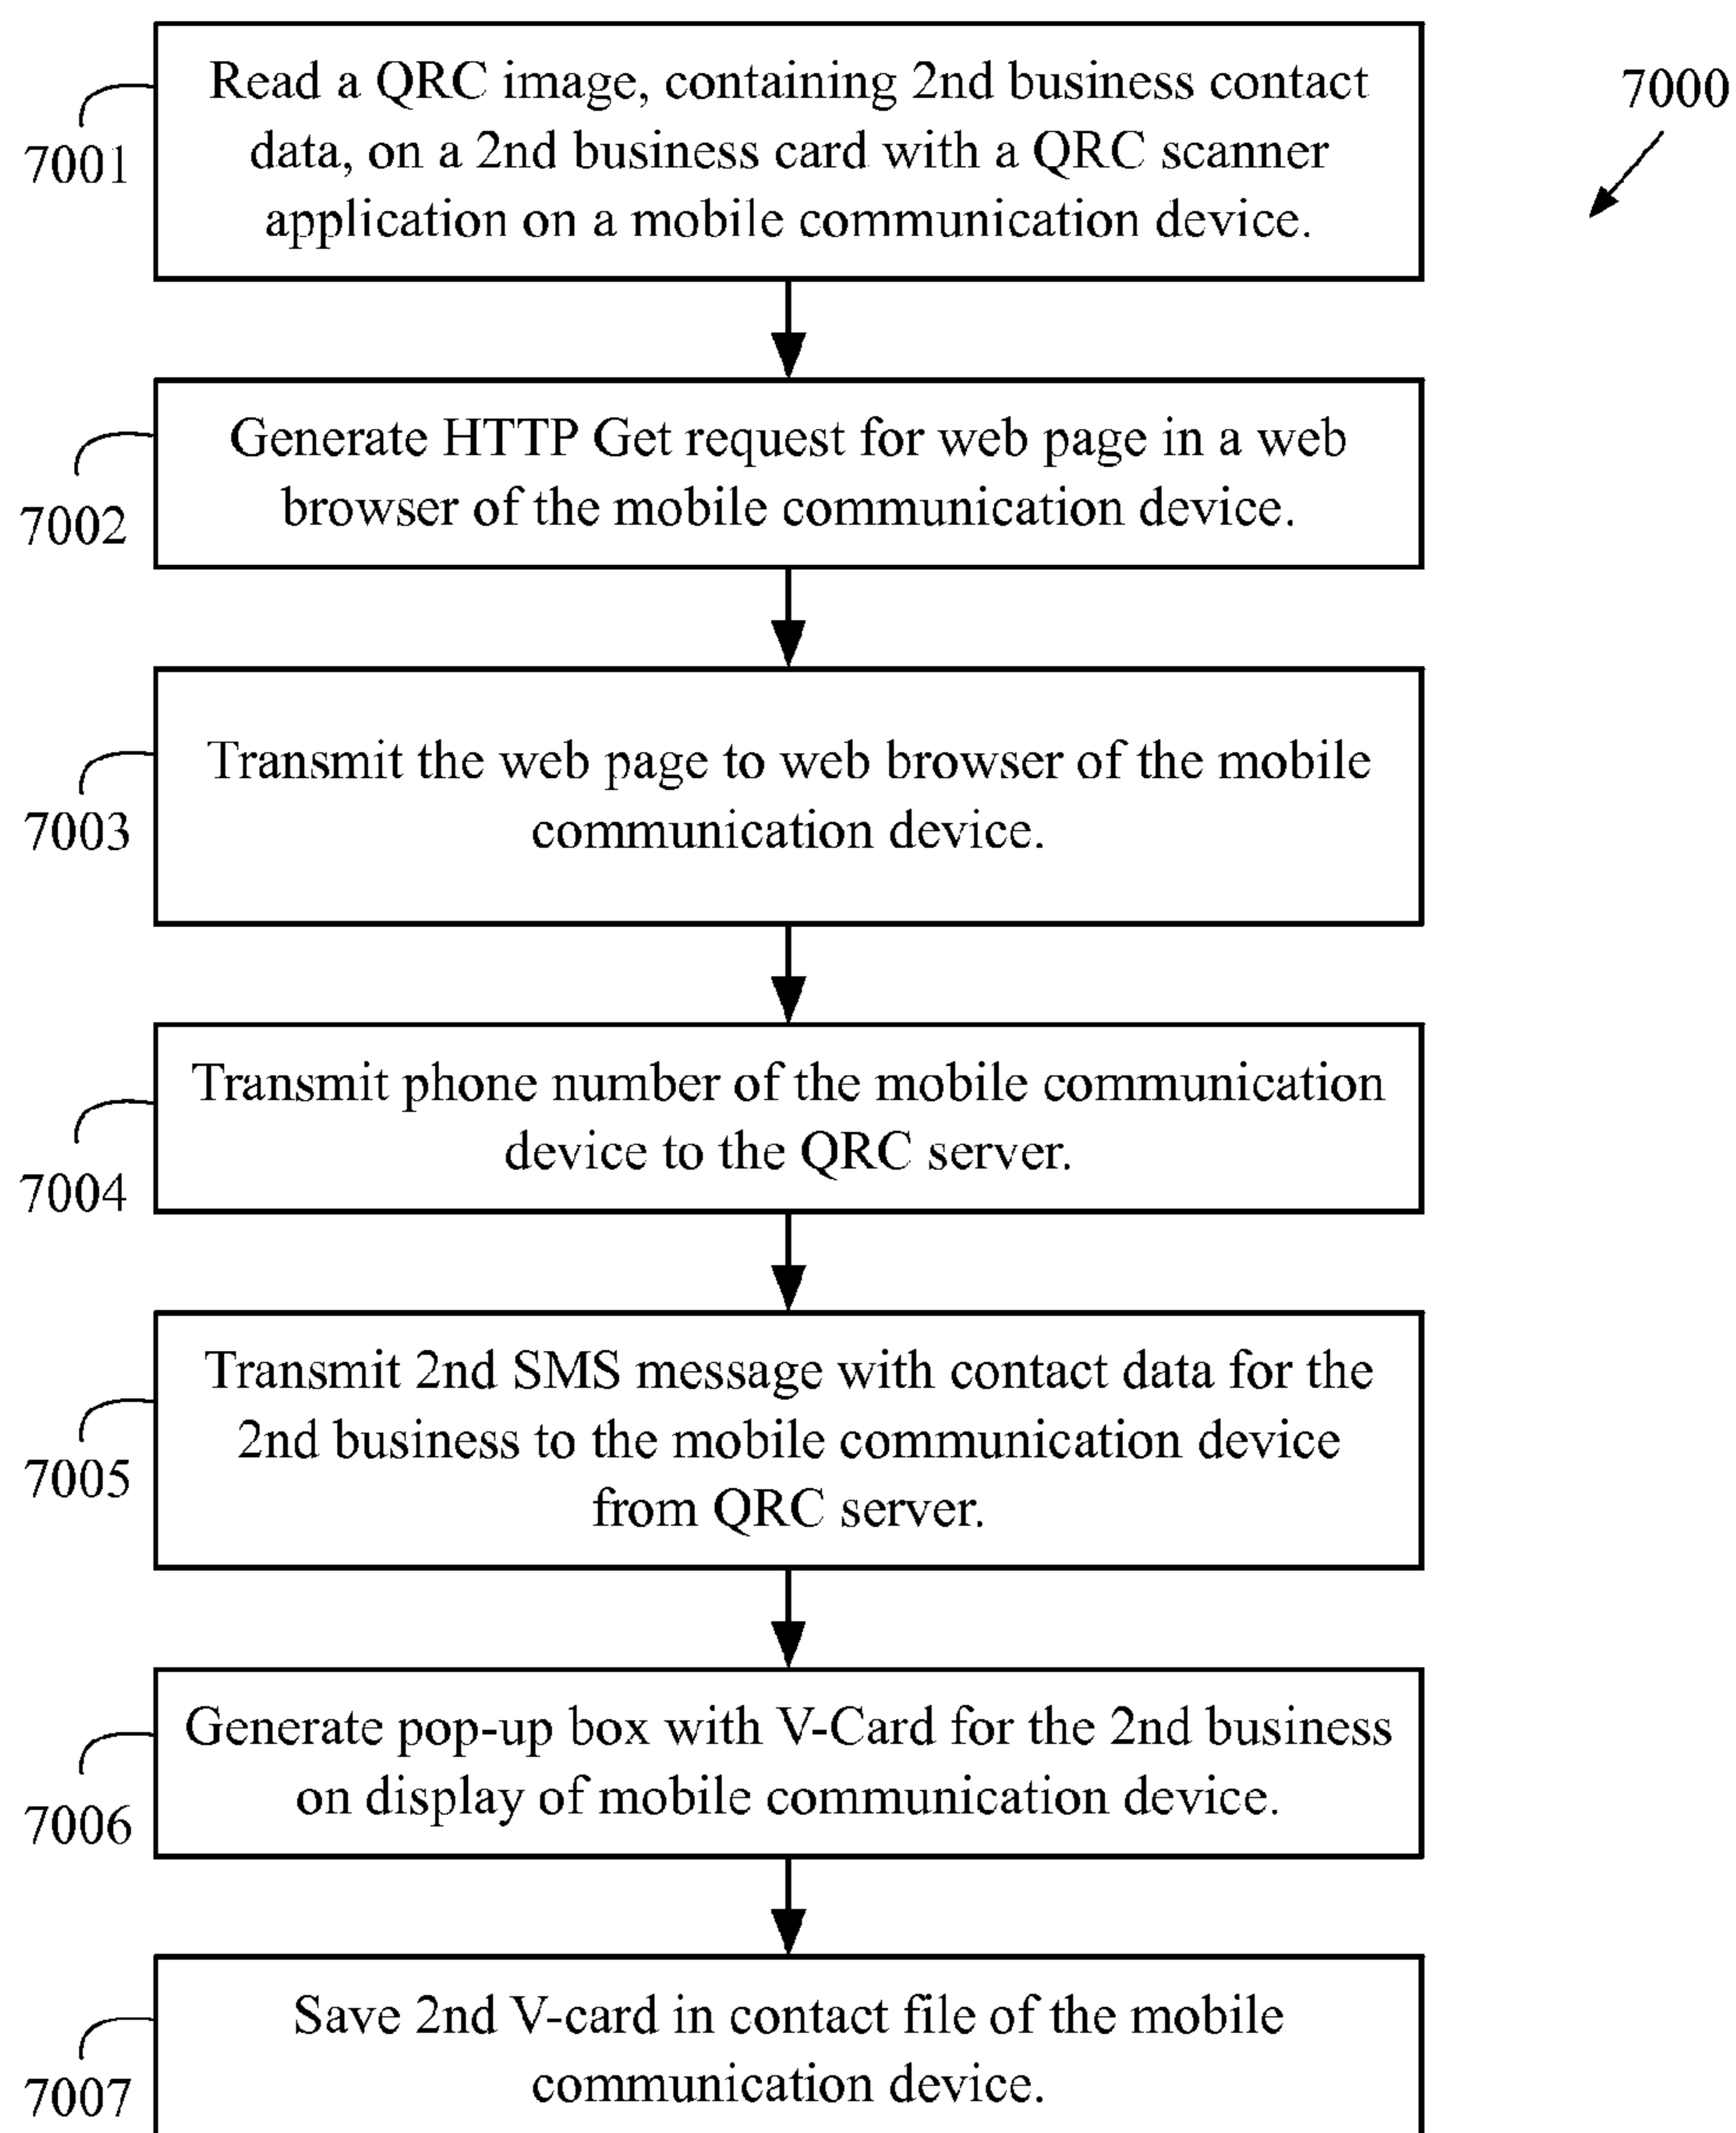 Read a QRC image, containing 2nd business contact
data, on a 2nd business card with a QRC scanner
application on a mobile communication device.
7000
7001
Generate HTTP Get request for web page in a web
browser of the mobile communication device.
7002
Transmit the web page to web browser of the mobile
communication device.
7003
Transmit phone number of the mobile communication
device to the QRC server.
7004
Transmit 2nd SMS message with contact data for the
2nd business to the mobile communication device
from QRC server.
7005
Generate pop-up box with V-Card for the 2nd business
on display of mobile communication device.
7006
Save 2nd V-card in contact file of the mobile
communication device.
7007